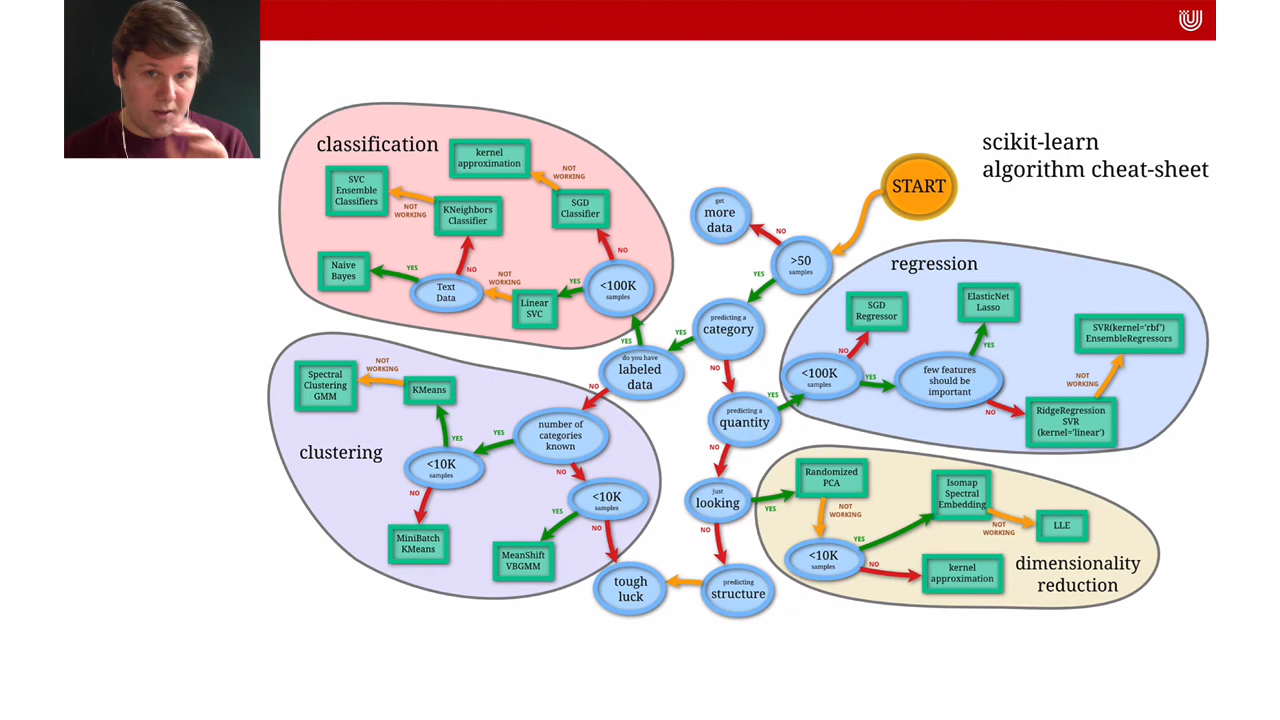 scikit-learn
algorithm cheat-sheet
START
get
more
data
NO
>50
samples
YES
predicting a
category
YES
NO
do you have
labeled
data
YES
NO
predicting a
quantity
YES
NO
just
looking
YES
NO
predicting
structure
tough
luck
classification
kernel
approximation
NOT
WORKING
SVC
Ensemble
Classifiers
NOT
WORKING
KNeighbors
Classifier
SGD
Classifier
NO
Naive
Bayes
YES
NO
Text
Data
NOT
WORKING
Linear
SVC
YES
<100K
samples
regression
SGD
Regressor
ElasticNet
Lasso
SVR(kernel='rbf')
EnsembleRegressors
NO
YES
<100K
samples
YES
few features
should be
important
NOT
WORKING
NO
RidgeRegression
SVR
(kernel='linear')
clustering
Spectral
Clustering
GMM
NOT
WORKING
KMeans
YES
<10K
samples
NO
YES
number of
categories
known
NO
<10K
samples
YES
NO
MiniBatch
KMeans
MeanShift
VBGMM
Randomized
PCA
NOT
WORKING
Isomap
Spectral
Embedding
NOT
WORKING
LLE
<10K
samples
YES
NO
kernel
approximation
dimensionality
reduction